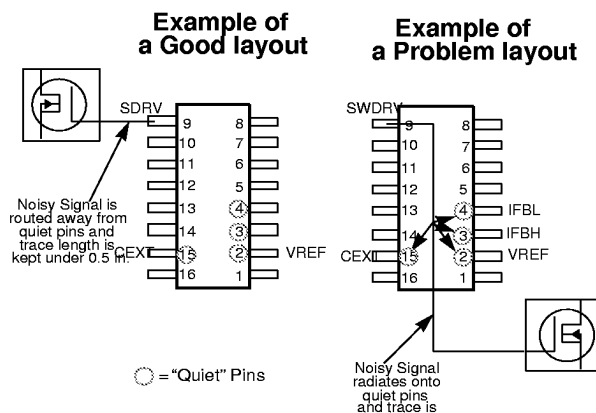 Example of
a Good layout
Example of
a Problem layout
SDRV
9 8
10 7
11 6
12 5
13 4
14 3
15 2
16 1
CEXT
VREF
Noisy Signal is
routed away from
quiet pins and
trace length is
kept under 0.5 in.
SWDRV
9 8
10 7
11 6
12 5
13 4
14 3
15 2
16 1
IFBL
IFBH
VREF
CEXT
= "Quiet" Pins
Noisy Signal
radiates onto
quiet pins
and trace is